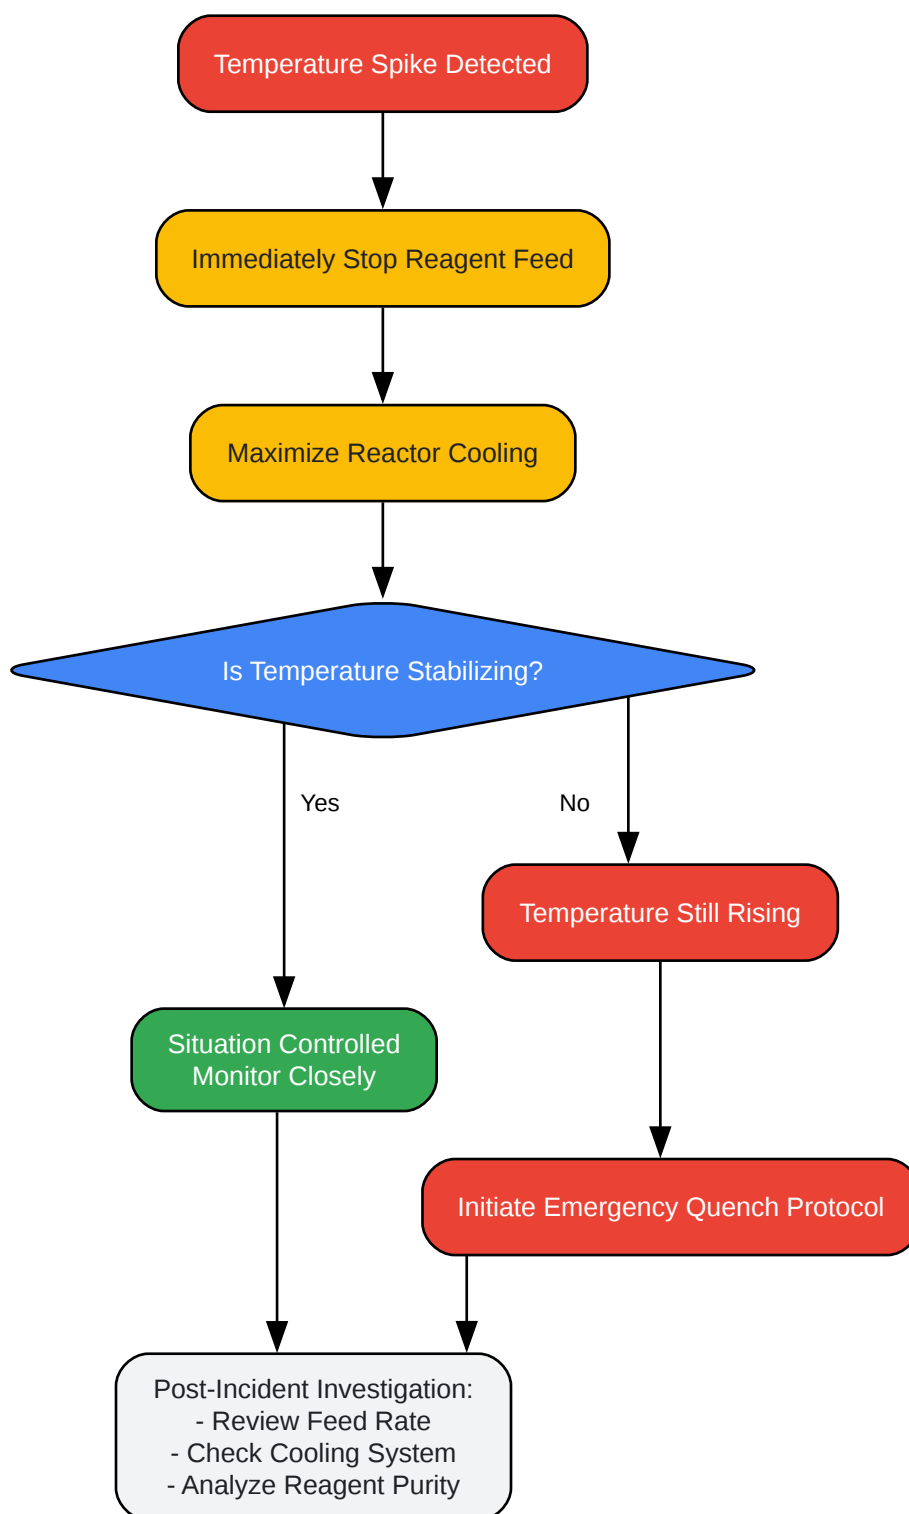 Temperature Spike Detected
Immediately Stop Reagent Feed
Maximize Reactor Cooling
Is Temperature Stabilizing?
Yes
No
Temperature Still Rising
Situation Controlled
Monitor Closely
Initiate Emergency Quench Protocol
Post-Incident Investigation:
- Review Feed Rate
- Check Cooling System
- Analyze Reagent Purity